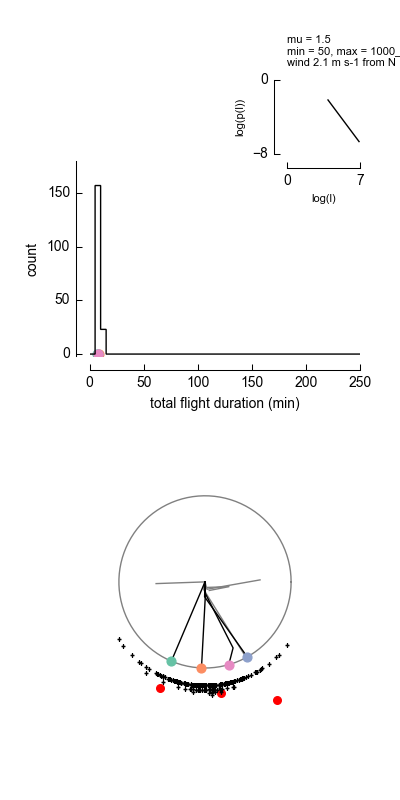 mu = 1.5
min = 50, max = 1000_
wind 2.1 m s-1 from N
0
−8
log(p(l))
0 7
log(l)
150
100
50
0
count
0 50 100 150 200 250
total flight duration (min)